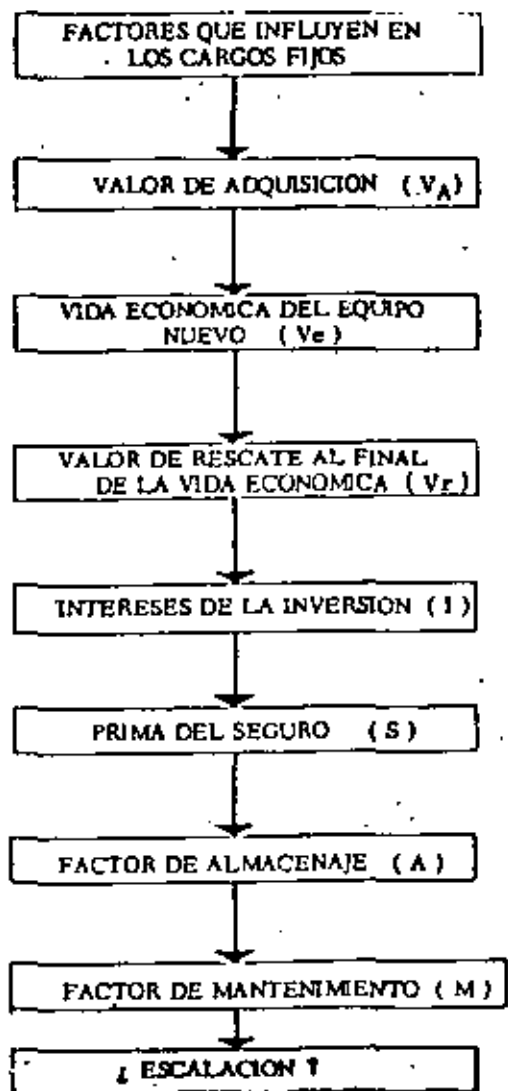 FACTORES QUE INFLUYEN EN
LOS CARGOS FIJOS
VALOR DE ADQUISICION ( VA)
VIDA ECONOMICA DEL EQUIPO
NUEVO ( Ve )
VALOR DE RESCATE AL FINAL
DE LA VIDA ECONOMICA ( Vr )
INTERESES DE LA INVERSION ( I )
PRIMA DEL SEGURO ( S )
FACTOR DE ALMACENAJE ( A )
FACTOR DE MANTENIMIENTO ( M )
¿ ESCALACION ?